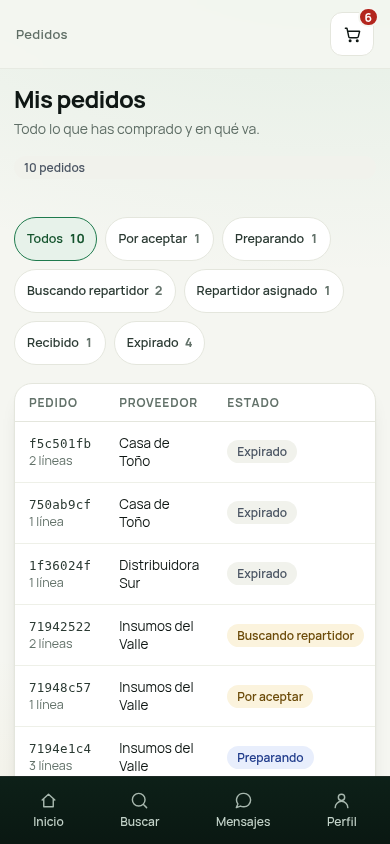 Pedidos
6
Mis pedidos
Todo lo que has comprado y en qué va.
10 pedidos
Todos 10
Por aceptar 1
Preparando 1
Buscando repartidor 2
Repartidor asignado 1
Recibido 1
Expirado 4
PEDIDO PROVEEDOR ESTADO
f5c501fb
2 líneas
Casa de
Toño
Expirado
750ab9cf
1 línea
Casa de
Toño
Expirado
1f36024f
1 línea
Distribuidora
Sur
Expirado
71942522
2 líneas
Insumos del
Valle
Buscando repartidor
71948c57
1 línea
Insumos del
Valle
Por aceptar
7194e1c4
3 líneas
Insumos del
Valle
Preparando
Inicio
Buscar
Mensajes
Perfil